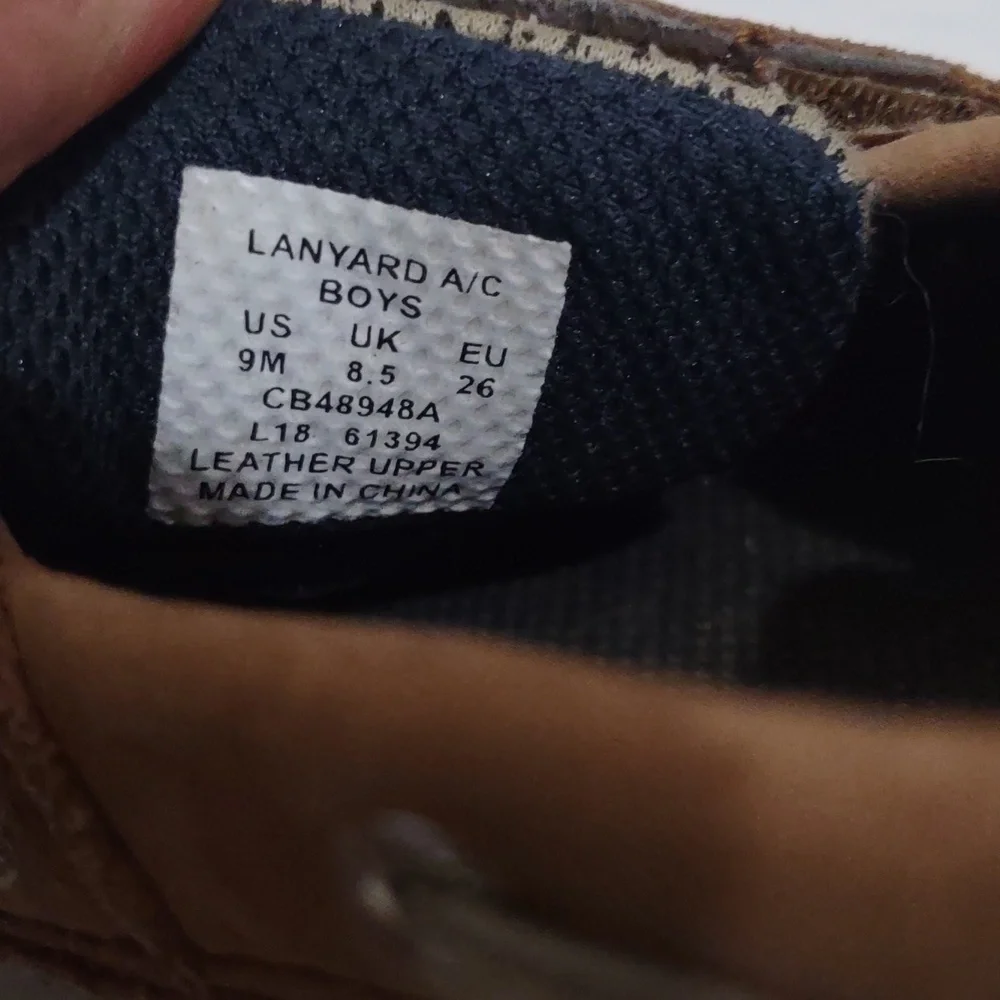 LANYARD A/C
BOYS
US UK EU
9M 8.5 26
CB48948A
L18 61394
LEATHER UPPER
MADE IN CHINA